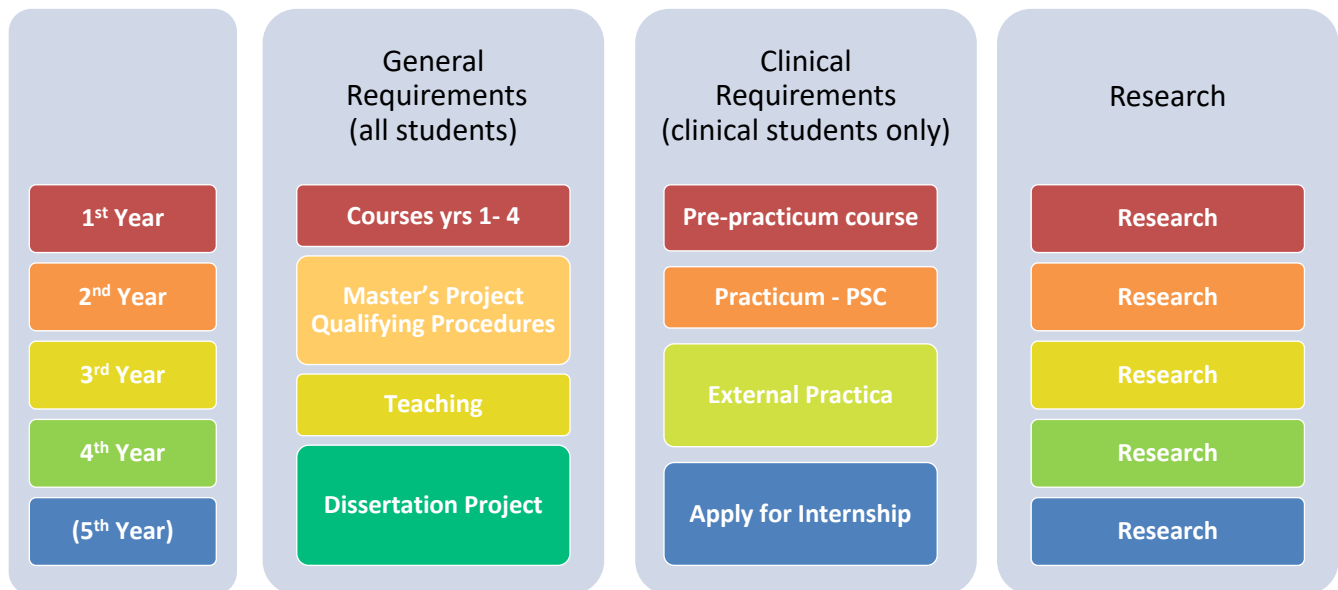 General
Requirements
(all students)
Clinical
Requirements
(clinical students only)
Research
1st Year
Courses yrs 1- 4
Pre-practicum course
Research
2nd Year
Master's Project
Qualifying Procedures
Practicum - PSC
Research
3rd Year
Teaching
External Practica
Research
4th Year
Dissertation Project
Research
(5th Year)
Apply for Internship
Research